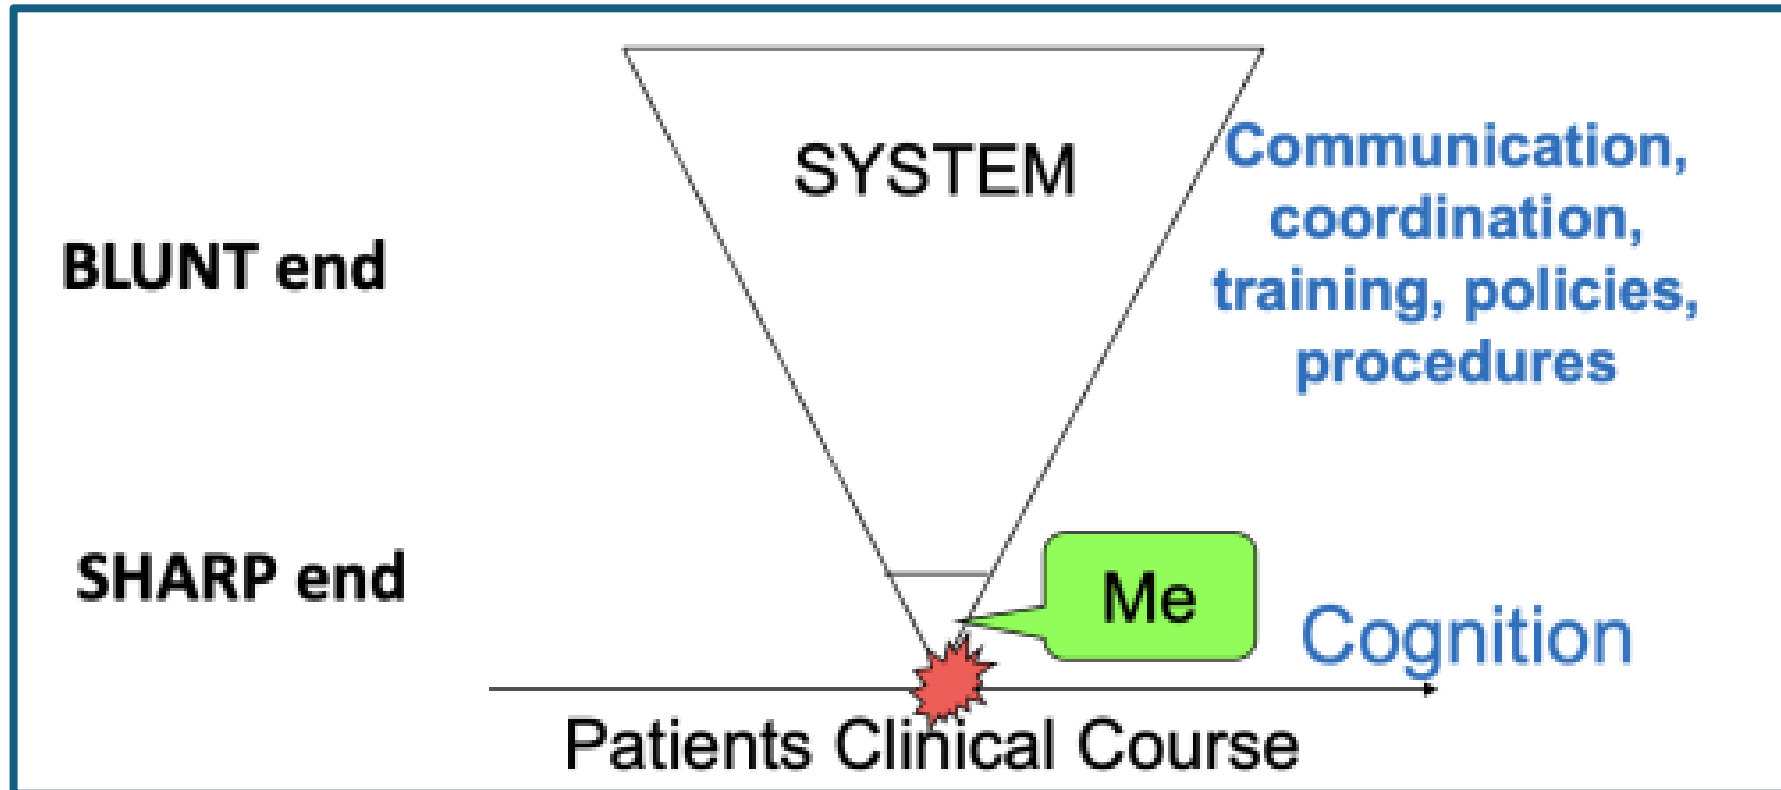 SYSTEM
Communication,
coordination,
training, policies,
procedures
BLUNT end
SHARP end
Me
Cognition
Patients Clinical Course